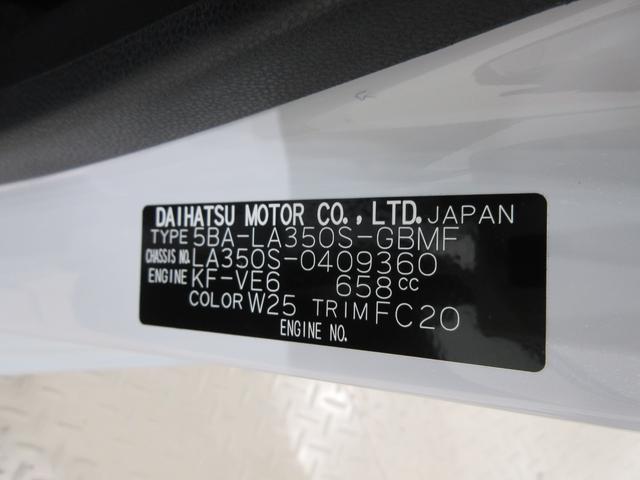 DAIHATSU MOTOR CO.,LTD. JAPAN
TYPE 5BA-LA350S-GBMF
CHASSIS NO. LA350S-0409360
ENGINE KF-VE6 658cc
COLOR W25 TRIM FC20
ENGINE NO.